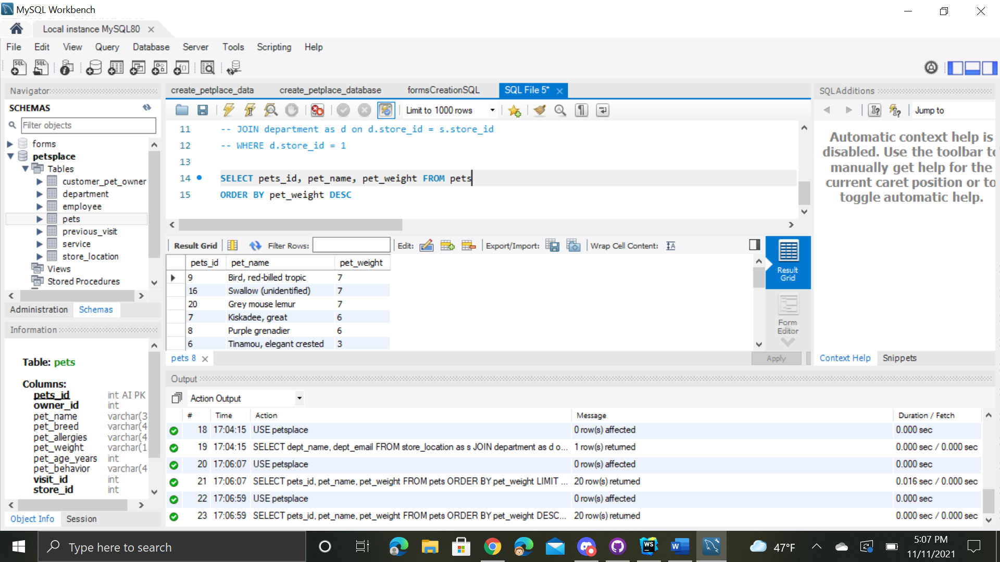 MySQL Workbench
Local instance MySQL80
File Edit View Query Database Server Tools Scripting Help
Navigator
SCHEMAS
Filter objects
forms
petsplace
Tables
customer_pet_owner
department
employee
pets
previous_visit
service
store_location
Views
Stored Procedures
Administration Schemas
Information
Table: pets
Columns:
pets_id int AI PK
owner_id int
pet_name varchar(3
pet_breed varchar(4
pet_allergies varchar(4
pet_weight varchar(1
pet_age_years int
pet_behavior varchar(4
visit_id int
store_id int
Object Info Session
create_petplace_data create_petplace_database formsCreationSQL SQL File 5*
Limit to 1000 rows
11 -- JOIN department as d on d.store_id = s.store_id
12 -- WHERE d.store_id = 1
13
14 SELECT pets_id, pet_name, pet_weight FROM pets
15 ORDER BY pet_weight DESC
Result Grid Filter Rows: Edit: Export/Import: Wrap Cell Content:
pets_id pet_name pet_weight
9 Bird, red-billed tropic 7
16 Swallow (unidentified) 7
20 Grey mouse lemur 7
7 Kiskadee, great 6
8 Purple grenadier 6
6 Tinamou, elegant crested 3
Result
Grid
Form
Editor
pets 8
Apply
SQLAdditions
Jump to
Automatic context help is
disabled. Use the toolbar to
manually get help for the
current caret position or to
toggle automatic help.
Context Help Snippets
Output
Action Output
# Time Action Message Duration / Fetch
18 17:04:15 USE petsplace 0 row(s) affected 0.000 sec
19 17:04:15 SELECT dept_name, dept_email FROM store_location as s JOIN department as d o... 1 row(s) returned 0.000 sec / 0.000 sec
20 17:06:07 USE petsplace 0 row(s) affected 0.000 sec
21 17:06:07 SELECT pets_id, pet_name, pet_weight FROM pets ORDER BY pet_weight LIMIT ... 20 row(s) returned 0.016 sec / 0.000 sec
22 17:06:59 USE petsplace 0 row(s) affected 0.000 sec
23 17:06:59 SELECT pets_id, pet_name, pet_weight FROM pets ORDER BY pet_weight DESC... 20 row(s) returned 0.000 sec / 0.000 sec
Type here to search
47°F
5:07 PM
11/11/2021